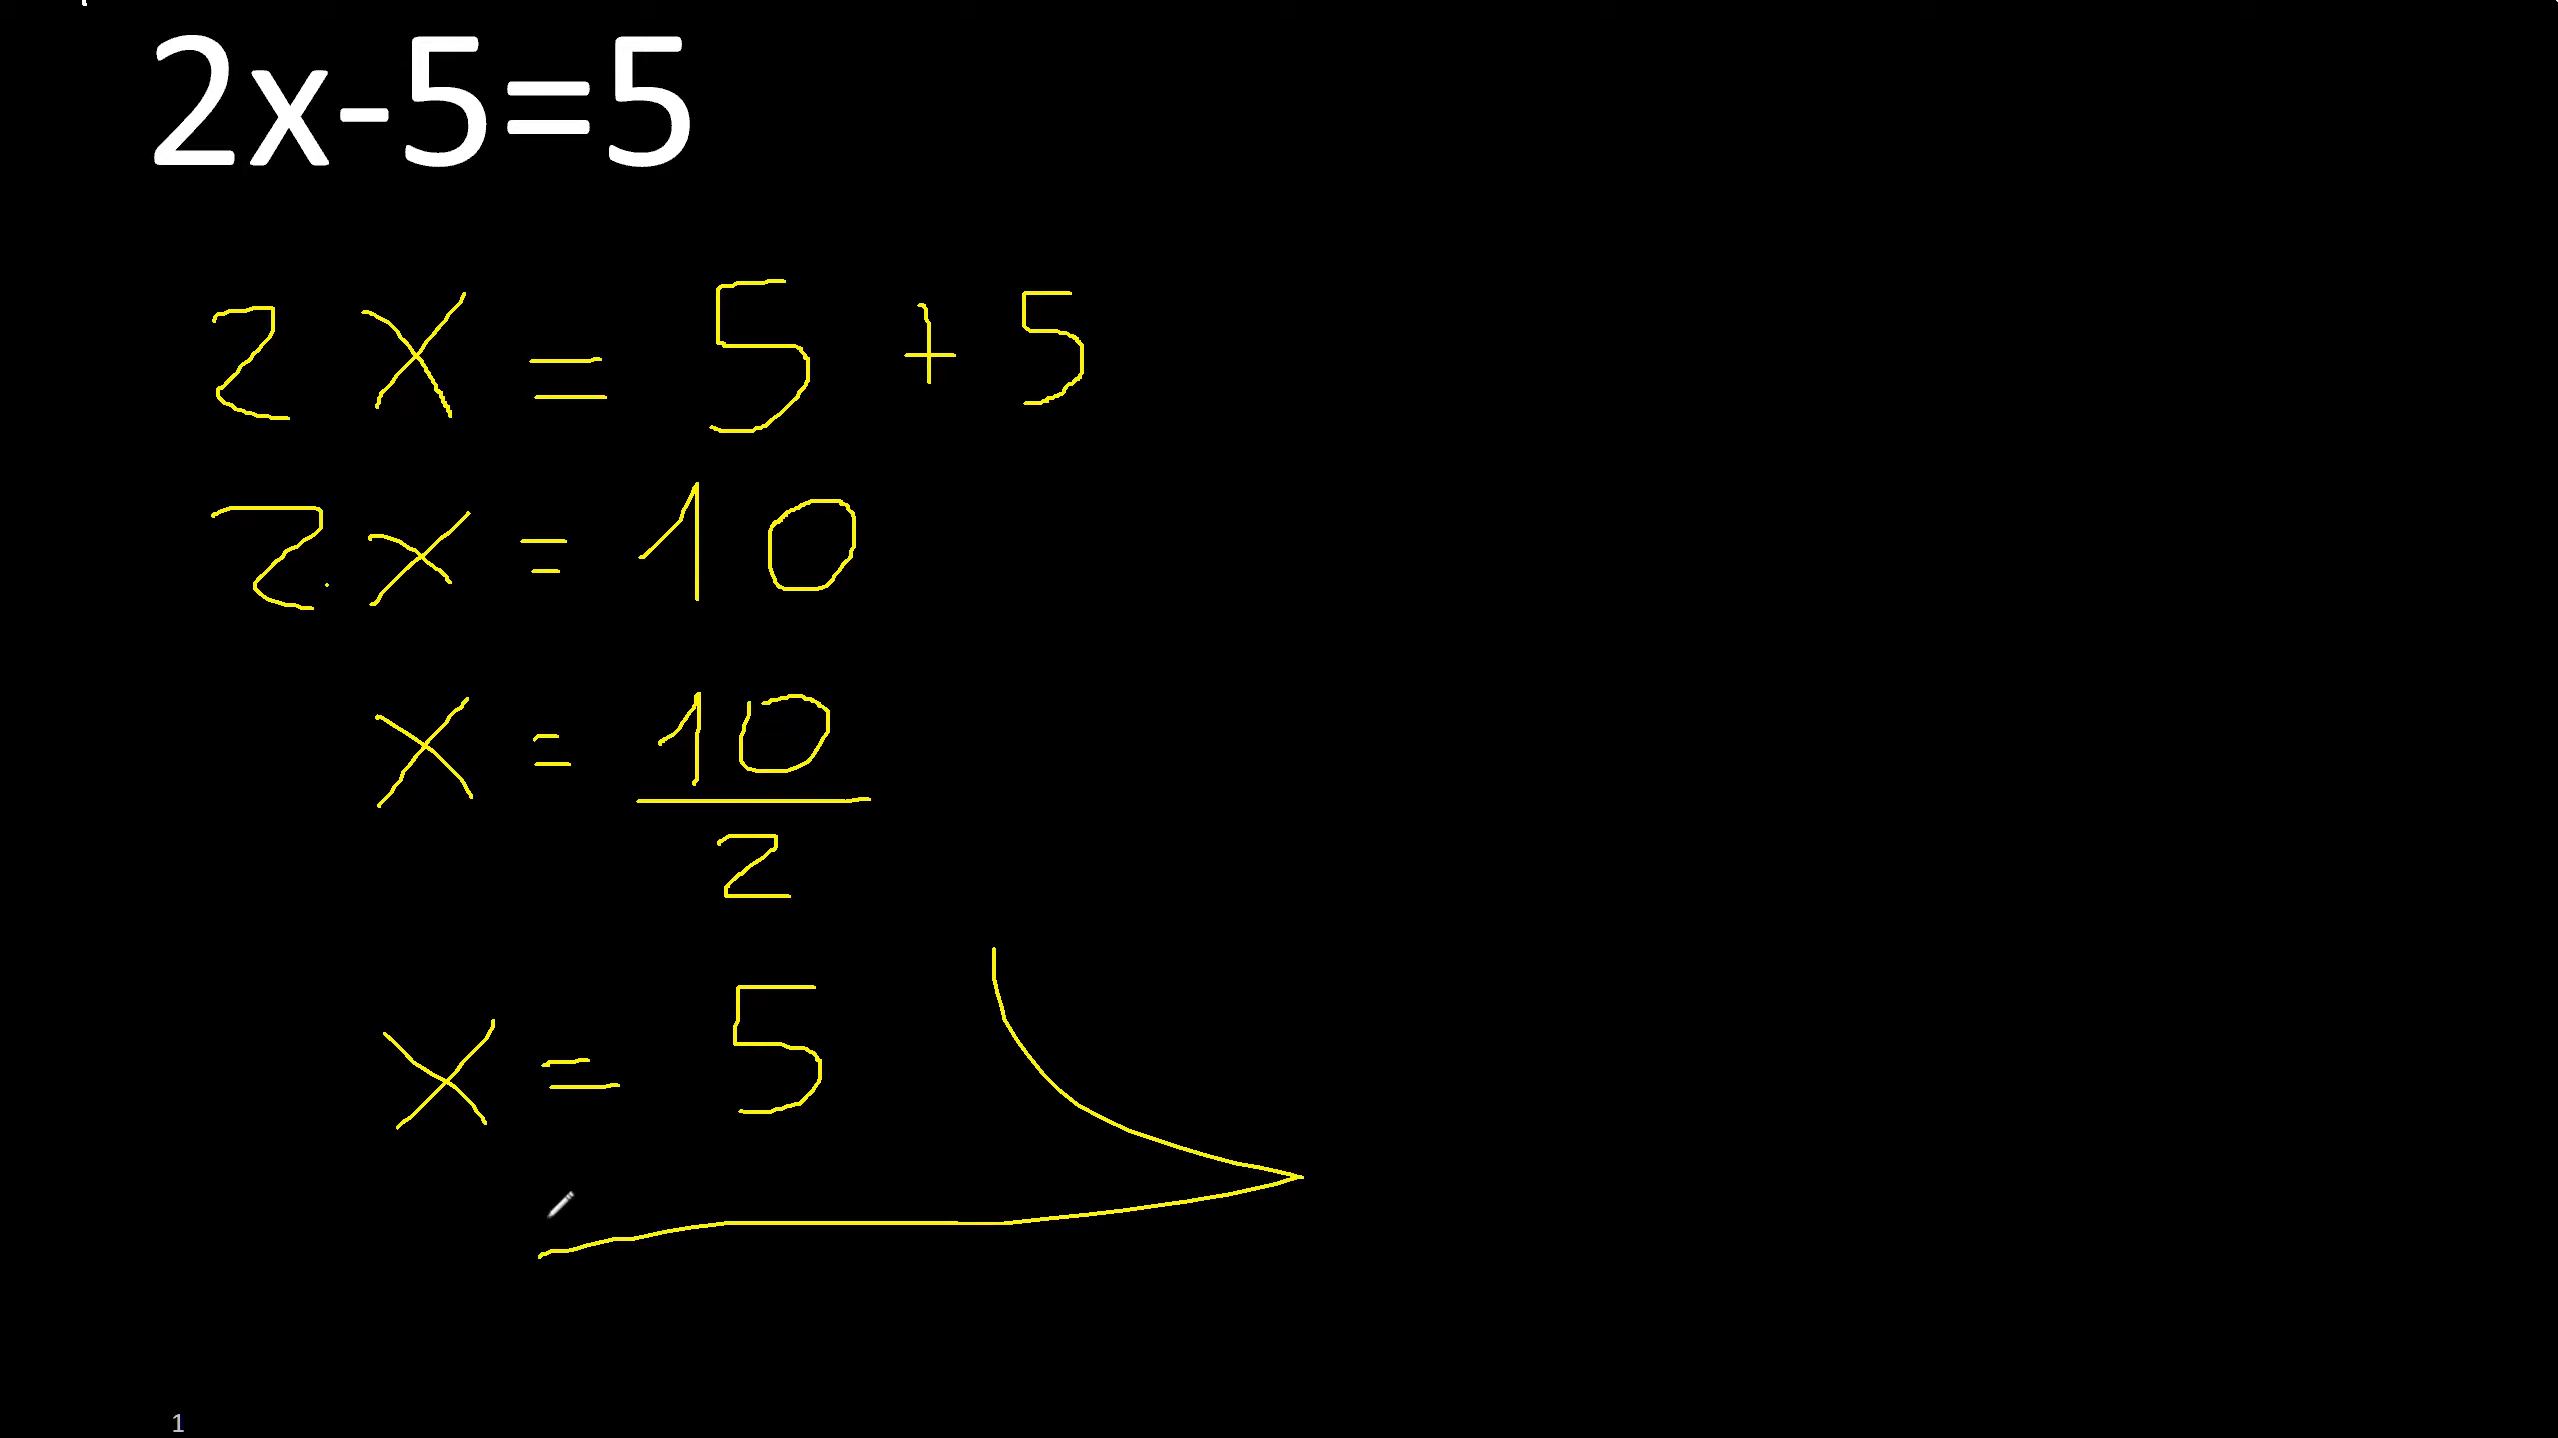 2x-5=5
2x = 5 + 5
2x = 10
x = 10/2
x = 5
1